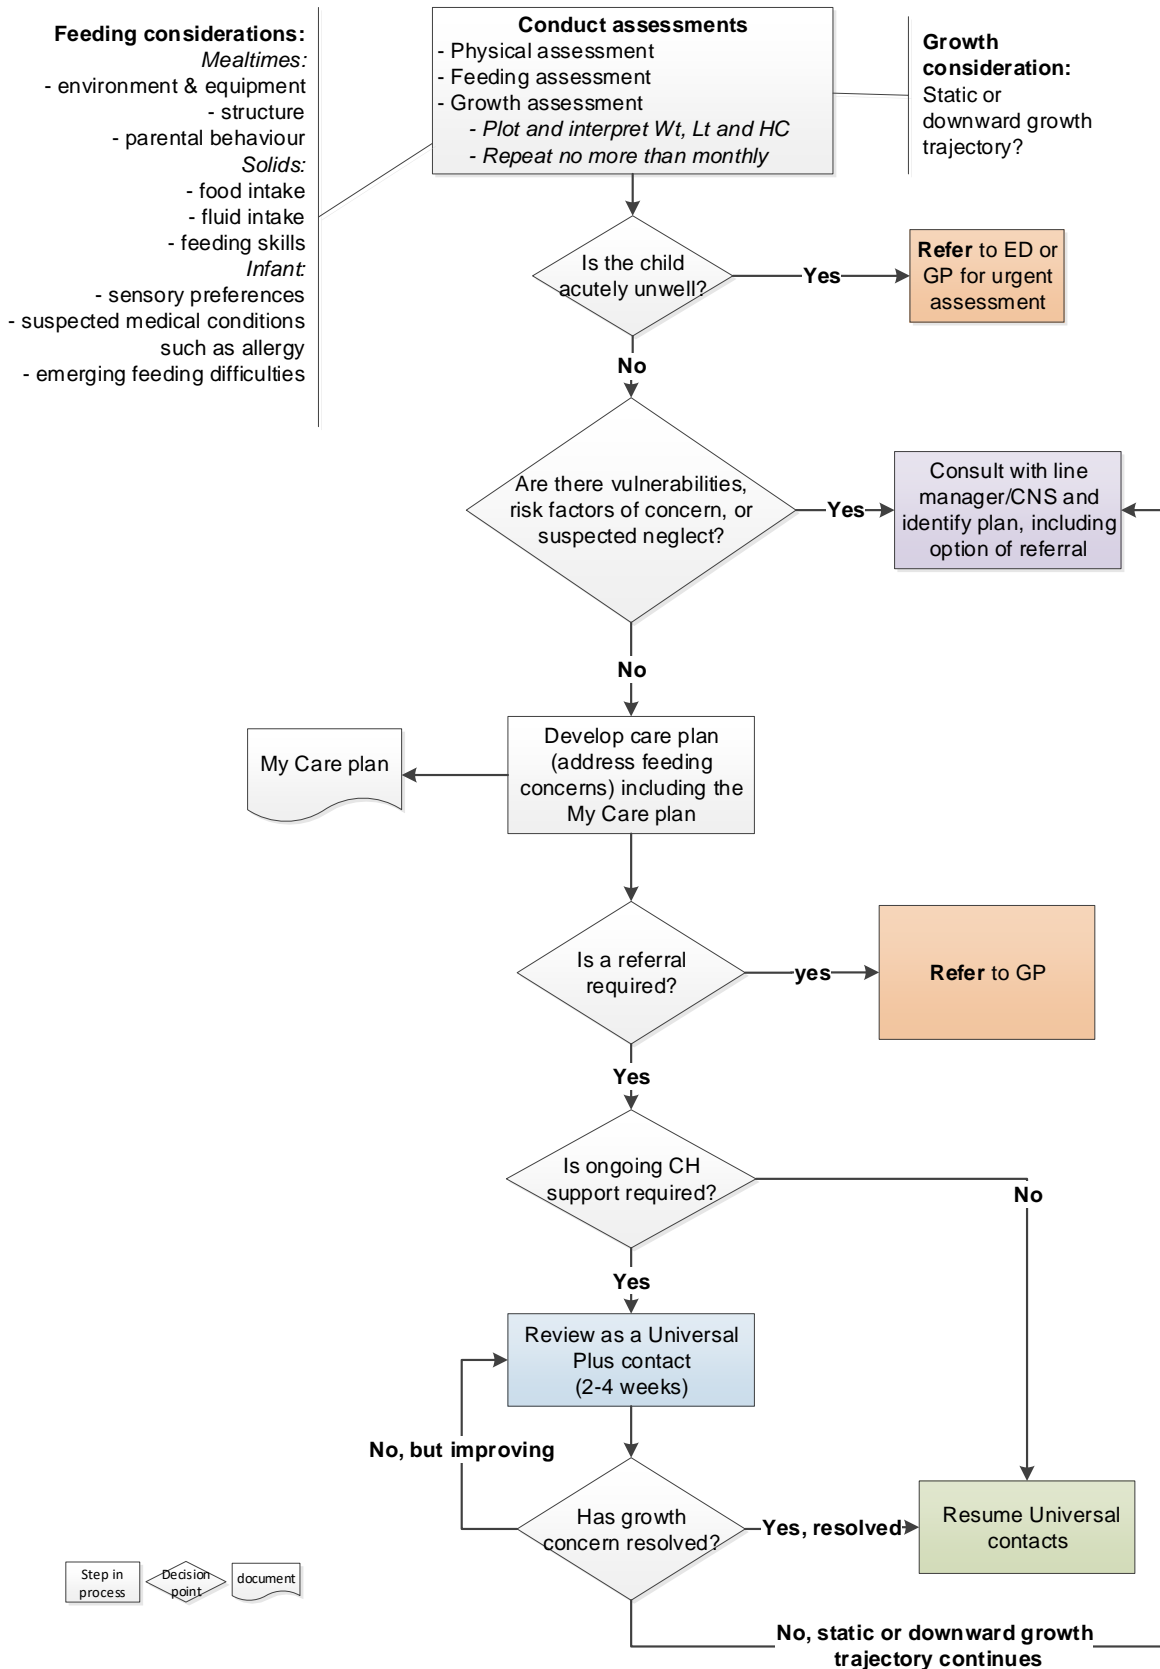 Feeding considerations:
Mealtimes:
- environment & equipment
- structure
- parental behaviour
Solids:
- food intake
- fluid intake
- feeding skills
Infant:
- sensory preferences
- suspected medical conditions
such as allergy
- emerging feeding difficulties
Conduct assessments
- Physical assessment
- Feeding assessment
- Growth assessment
- Plot and interpret Wt, Lt and HC
- Repeat no more than monthly
Growth
consideration:
Static or
downward growth
trajectory?
Is the child
acutely unwell?
Yes
Refer to ED or
GP for urgent
assessment
No
Are there vulnerabilities,
risk factors of concern, or
suspected neglect?
Yes
Consult with line
manager/CNS and
identify plan, including
option of referral
No
My Care plan
Develop care plan
(address feeding
concerns) including the
My Care plan
Is a referral
required?
yes
Refer to GP
Yes
Is ongoing CH
support required?
No
Yes
Review as a Universal
Plus contact
(2-4 weeks)
No, but improving
Has growth
concern resolved?
Yes, resolved
Resume Universal
contacts
Step in
process
Decision
point
document
No, static or downward growth
trajectory continues